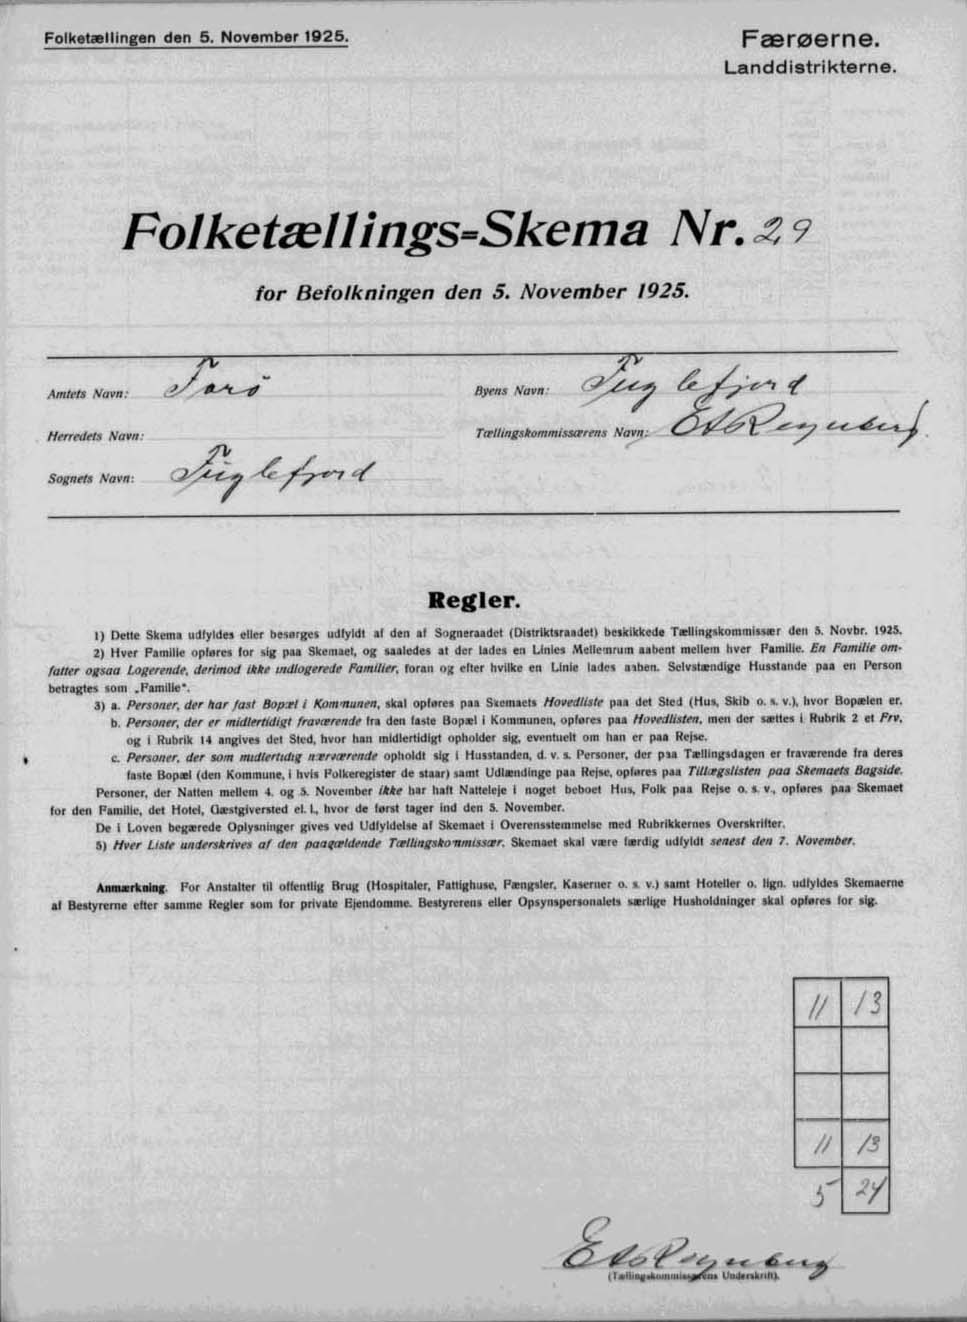 Folketællingen den 5. November 1925.
Færøerne.
Landdistrikterne.
Folketællings=Skema Nr. 29
for Befolkningen den 5. November 1925.
Amtets Navn: Farö
Byens Navn: Fuglefjord
Herredets Navn:
Tællingskommissærens Navn:
Sognets Navn: Fuglefjord
Regler.
1) Dette Skema udfyldes eller besørges udfyldt af den af Sogneraadet (Distriktsraadet) beskikkede Tællingskommissær den 5. Novbr. 1925.
2) Hver Familie opføres for sig paa Skemaet, og saaledes at der lades en Linies Mellemrum aabent mellem hver Familie. En Familie om-
fatter ogsaa Logerende, derimod ikke indlogerede Familier, foran og efter hvilke en Linie lades aaben. Selvstændige Husstande paa en Person
betragtes som „Familie“.
3) a. Personer, der har fast Bopæl i Kommunen, skal opføres paa Skemaets Hovedliste paa det Sted (Hus, Skib o. s. v.), hvor Bopælen er.
b. Personer, der er midlertidigt fraværende fra den faste Bopæl i Kommunen, opføres paa Hovedlisten, men der sættes i Rubrik 2 et Frv,
og i Rubrik 14 angives det Sted, hvor han midlertidigt opholder sig, eventuelt om han er paa Rejse.
c. Personer, der som midlertidig nærværende opholdt sig i Husstanden, d. v. s. Personer, der paa Tællingsdagen er fraværende fra deres
faste Bopæl (den Kommune, i hvis Folkeregister de staar) samt Udlændinge paa Rejse, opføres paa Tillægslisten paa Skemaets Bagside.
Personer, der Natten mellem 4. og 5. November ikke har haft Natteleje i noget beboet Hus, Folk paa Rejse o. s. v., opføres paa Skemaet
for den Familie, det Hotel, Gæstgiversted el. l., hvor de først tager ind den 5. November.
De i Loven begærede Oplysninger gives ved Udfyldelse af Skemaet i Overensstemmelse med Rubrikkernes Overskrifter.
5) Hver Liste underskrives af den paagældende Tællingskommissær. Skemaet skal være færdig udfyldt senest den 7. November.
Anmærkning. For Anstalter til offentlig Brug (Hospitaler, Fattighuse, Fængsler, Kaserner o. s. v.) samt Hoteller o. lign. udfyldes Skemaerne
af Bestyrerne efter samme Regler som for private Ejendomme. Bestyrerens eller Opsynspersonalets særlige Husholdninger skal opføres for sig.
11 13
11 13
5 24
(Tællingskommissærens Underskrift).